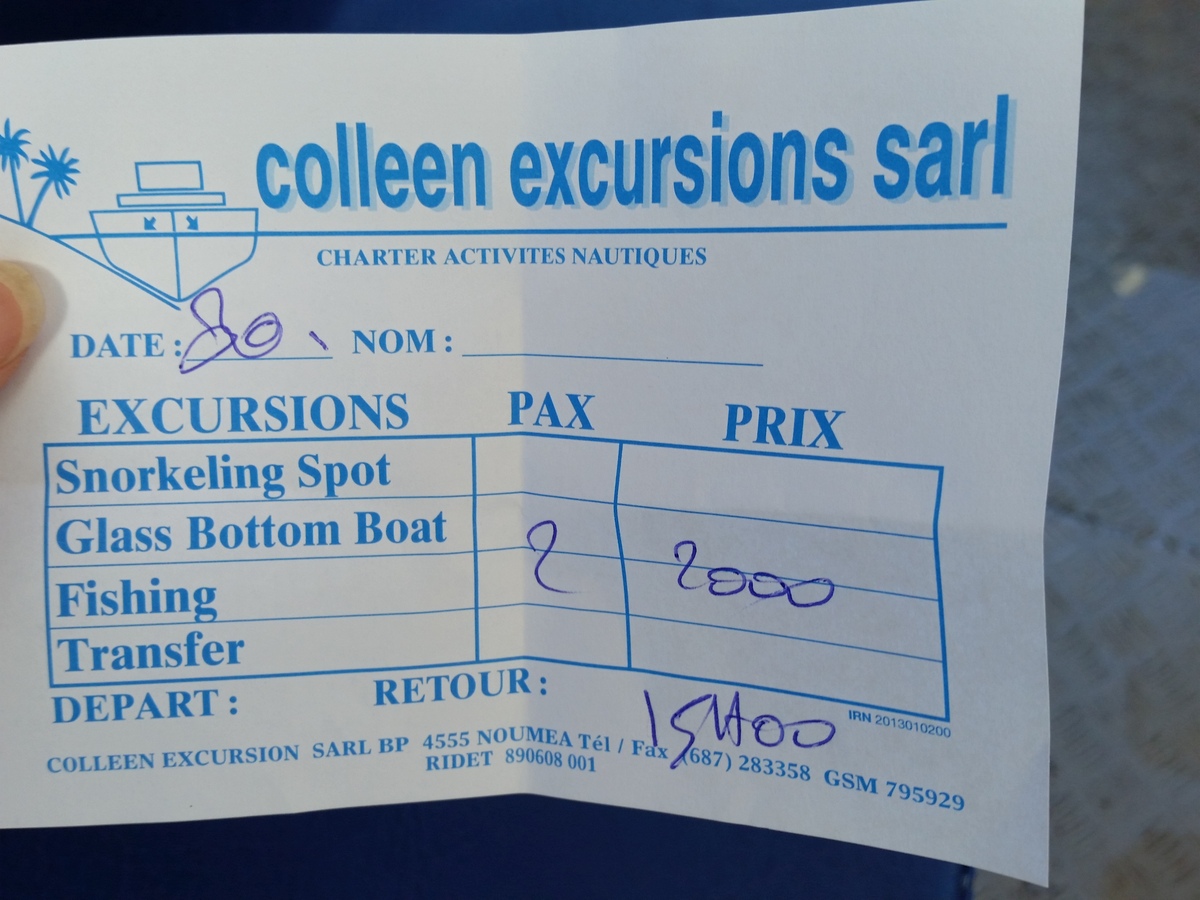 colleen excursions sarl
CHARTER ACTIVITES NAUTIQUES
DATE : 80. NOM :
EXCURSIONS PAX PRIX
Snorkeling Spot
Glass Bottom Boat
Fishing 2 2000
Transfer
DEPART : RETOUR :
15H00
IRN 2013010200
COLLEEN EXCURSION SARL BP 4555 NOUMEA Tél / Fax (687) 283358 GSM 795929
RIDET 890608 001